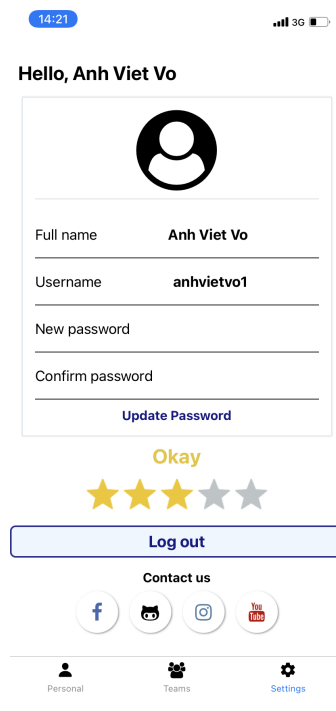 14:21
3G
Hello, Anh Viet Vo
Full name Anh Viet Vo
Username anhvietvo1
New password
Confirm password
Update Password
Okay
Log out
Contact us
You Tube
Personal Teams Settings